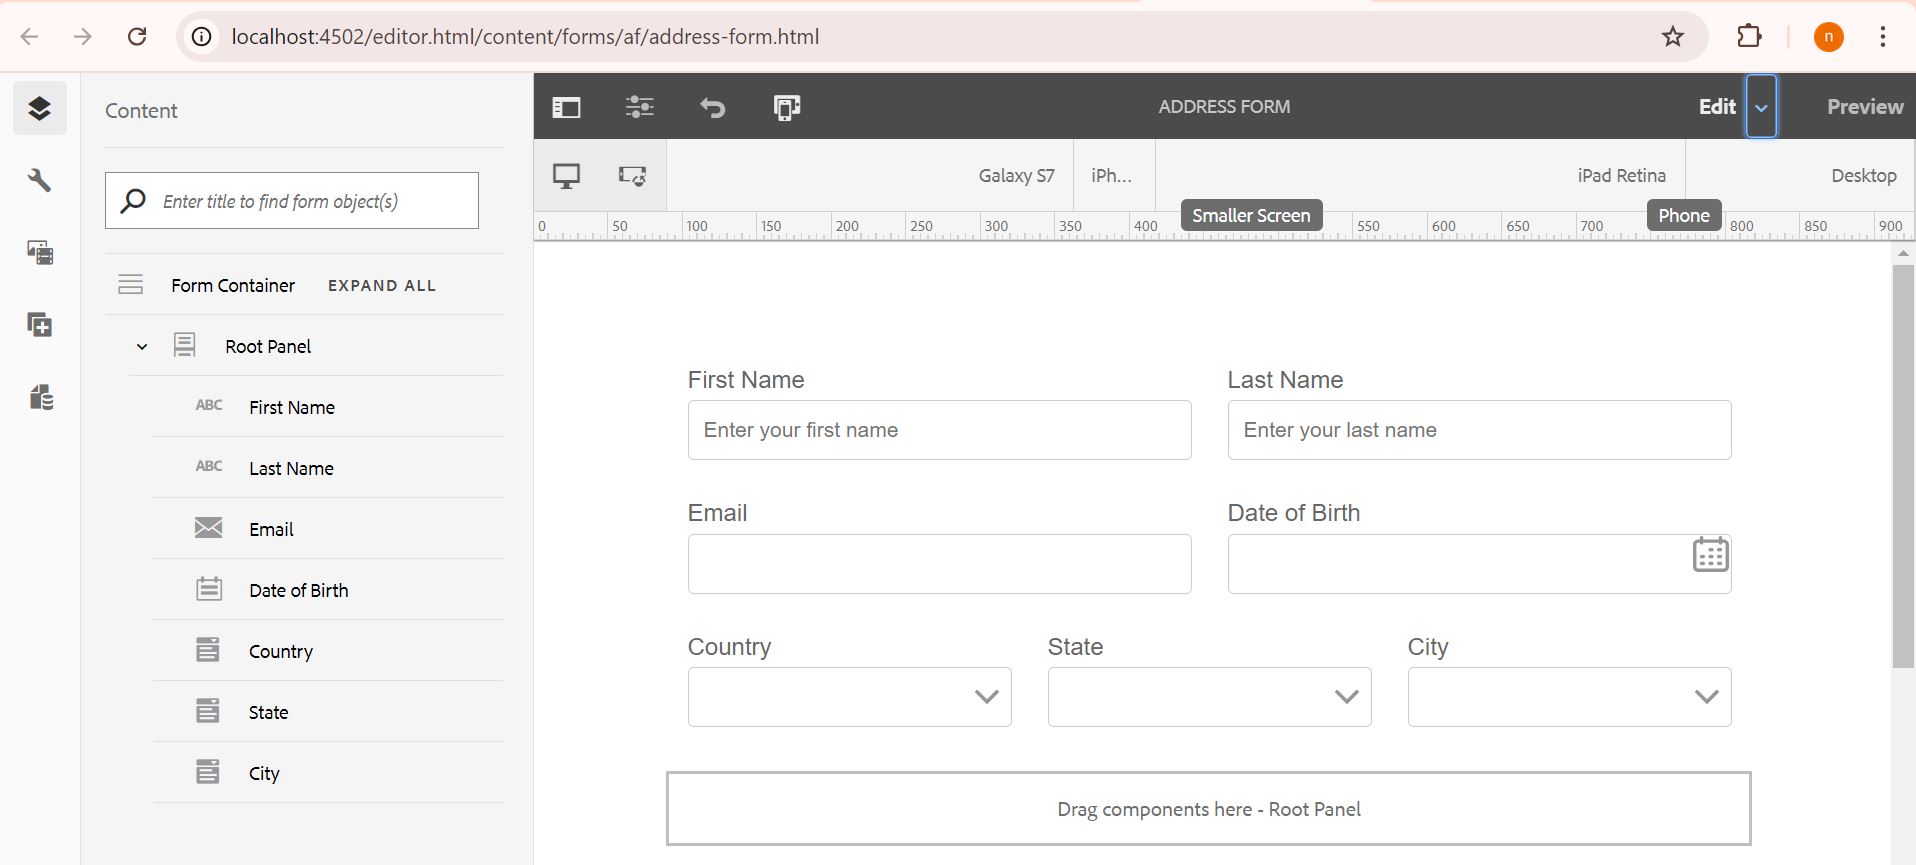 localhost:4502/editor.html/content/forms/af/address-form.html
n
Content
Enter title to find form object(s)
Form Container EXPAND ALL
Root Panel
ABC First Name
ABC Last Name
Email
Date of Birth
Country
State
City
ADDRESS FORM
Edit
Preview
Galaxy S7
iPh...
iPad Retina
Desktop
Smaller Screen
Phone
0 50 100 150 200 250 300 350 400 550 600 650 700 800 850 900
First Name Last Name
Enter your first name Enter your last name
Email Date of Birth
Country State City
Drag components here - Root Panel